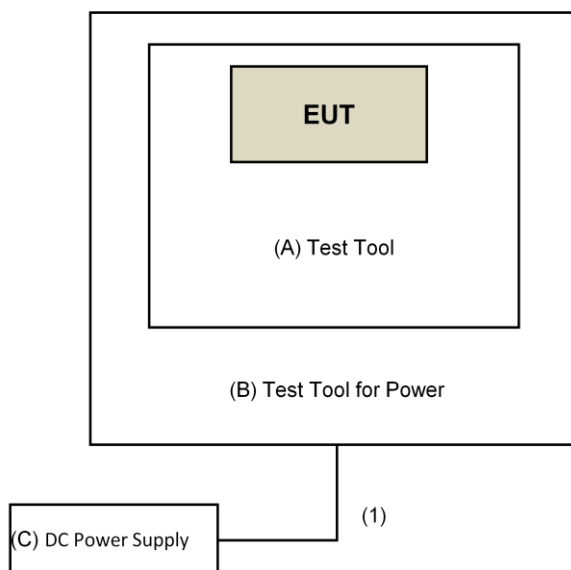 EUT
(A) Test Tool
(B) Test Tool for Power
(1)
(C) DC Power Supply